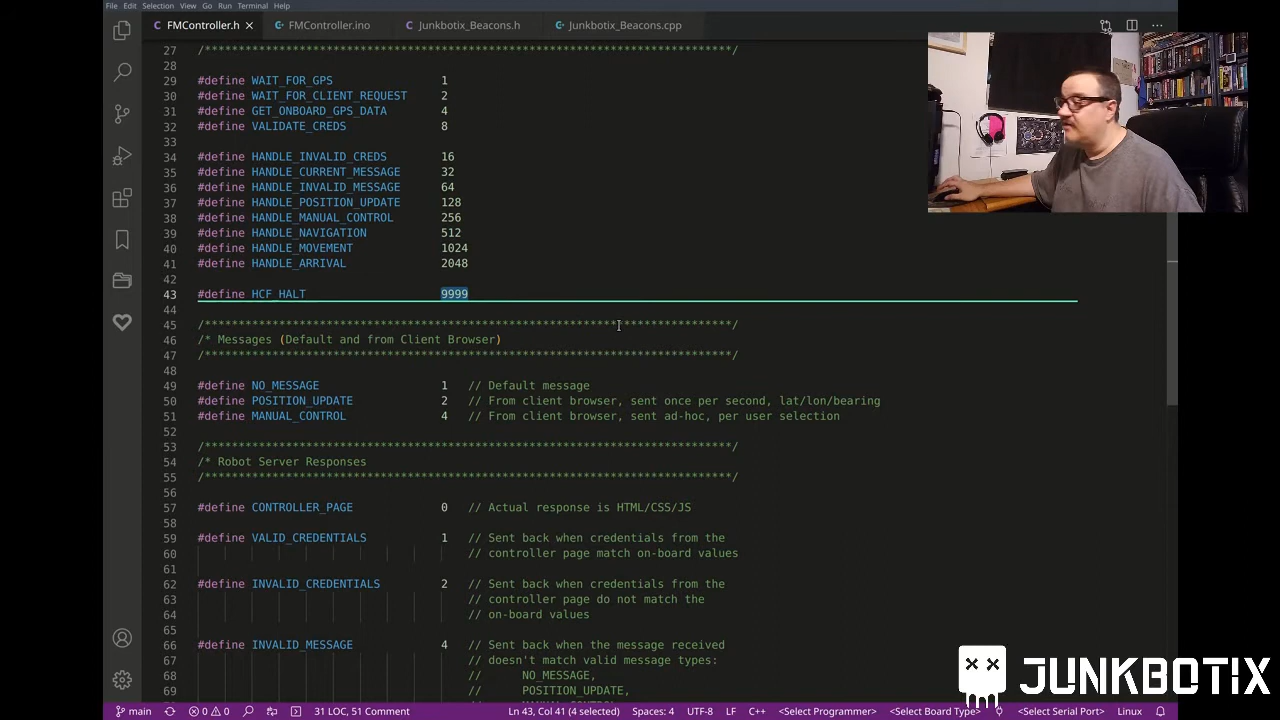 File Edit Selection View Go Run Terminal Help
FMController.h
FMController.ino
Junkbotix_Beacons.h
Junkbotix_Beacons.cpp
27 /******************************************************************************/
28
29 #define WAIT_FOR_GPS 1
30 #define WAIT_FOR_CLIENT_REQUEST 2
31 #define GET_ONBOARD_GPS_DATA 4
32 #define VALIDATE_CREDS 8
33
34 #define HANDLE_INVALID_CREDS 16
35 #define HANDLE_CURRENT_MESSAGE 32
36 #define HANDLE_INVALID_MESSAGE 64
37 #define HANDLE_POSITION_UPDATE 128
38 #define HANDLE_MANUAL_CONTROL 256
39 #define HANDLE_NAVIGATION 512
40 #define HANDLE_MOVEMENT 1024
41 #define HANDLE_ARRIVAL 2048
42
43 #define HCF_HALT 9999
44
45 /******************************************************************************/
46 /* Messages (Default and from Client Browser)
47 /******************************************************************************/
48
49 #define NO_MESSAGE 1 // Default message
50 #define POSITION_UPDATE 2 // From client browser, sent once per second, lat/lon/bearing
51 #define MANUAL_CONTROL 4 // From client browser, sent ad-hoc, per user selection
52
53 /******************************************************************************/
54 /* Robot Server Responses
55 /******************************************************************************/
56
57 #define CONTROLLER_PAGE 0 // Actual response is HTML/CSS/JS
58
59 #define VALID_CREDENTIALS 1 // Sent back when credentials from the
60 // controller page match on-board values
61
62 #define INVALID_CREDENTIALS 2 // Sent back when credentials from the
63 // controller page do not match the
64 // on-board values
65
66 #define INVALID_MESSAGE 4 // Sent back when the message received
67 // doesn't match valid message types:
68 // NO_MESSAGE,
69 // POSITION_UPDATE,
JUNKBOTIX
main 0 0 31 LOC, 51 Comment Ln 43, Col 41 (4 selected) Spaces: 4 UTF-8 LF C++ <Select Programmer> <Select Board Type> <Select Serial Port> Linux